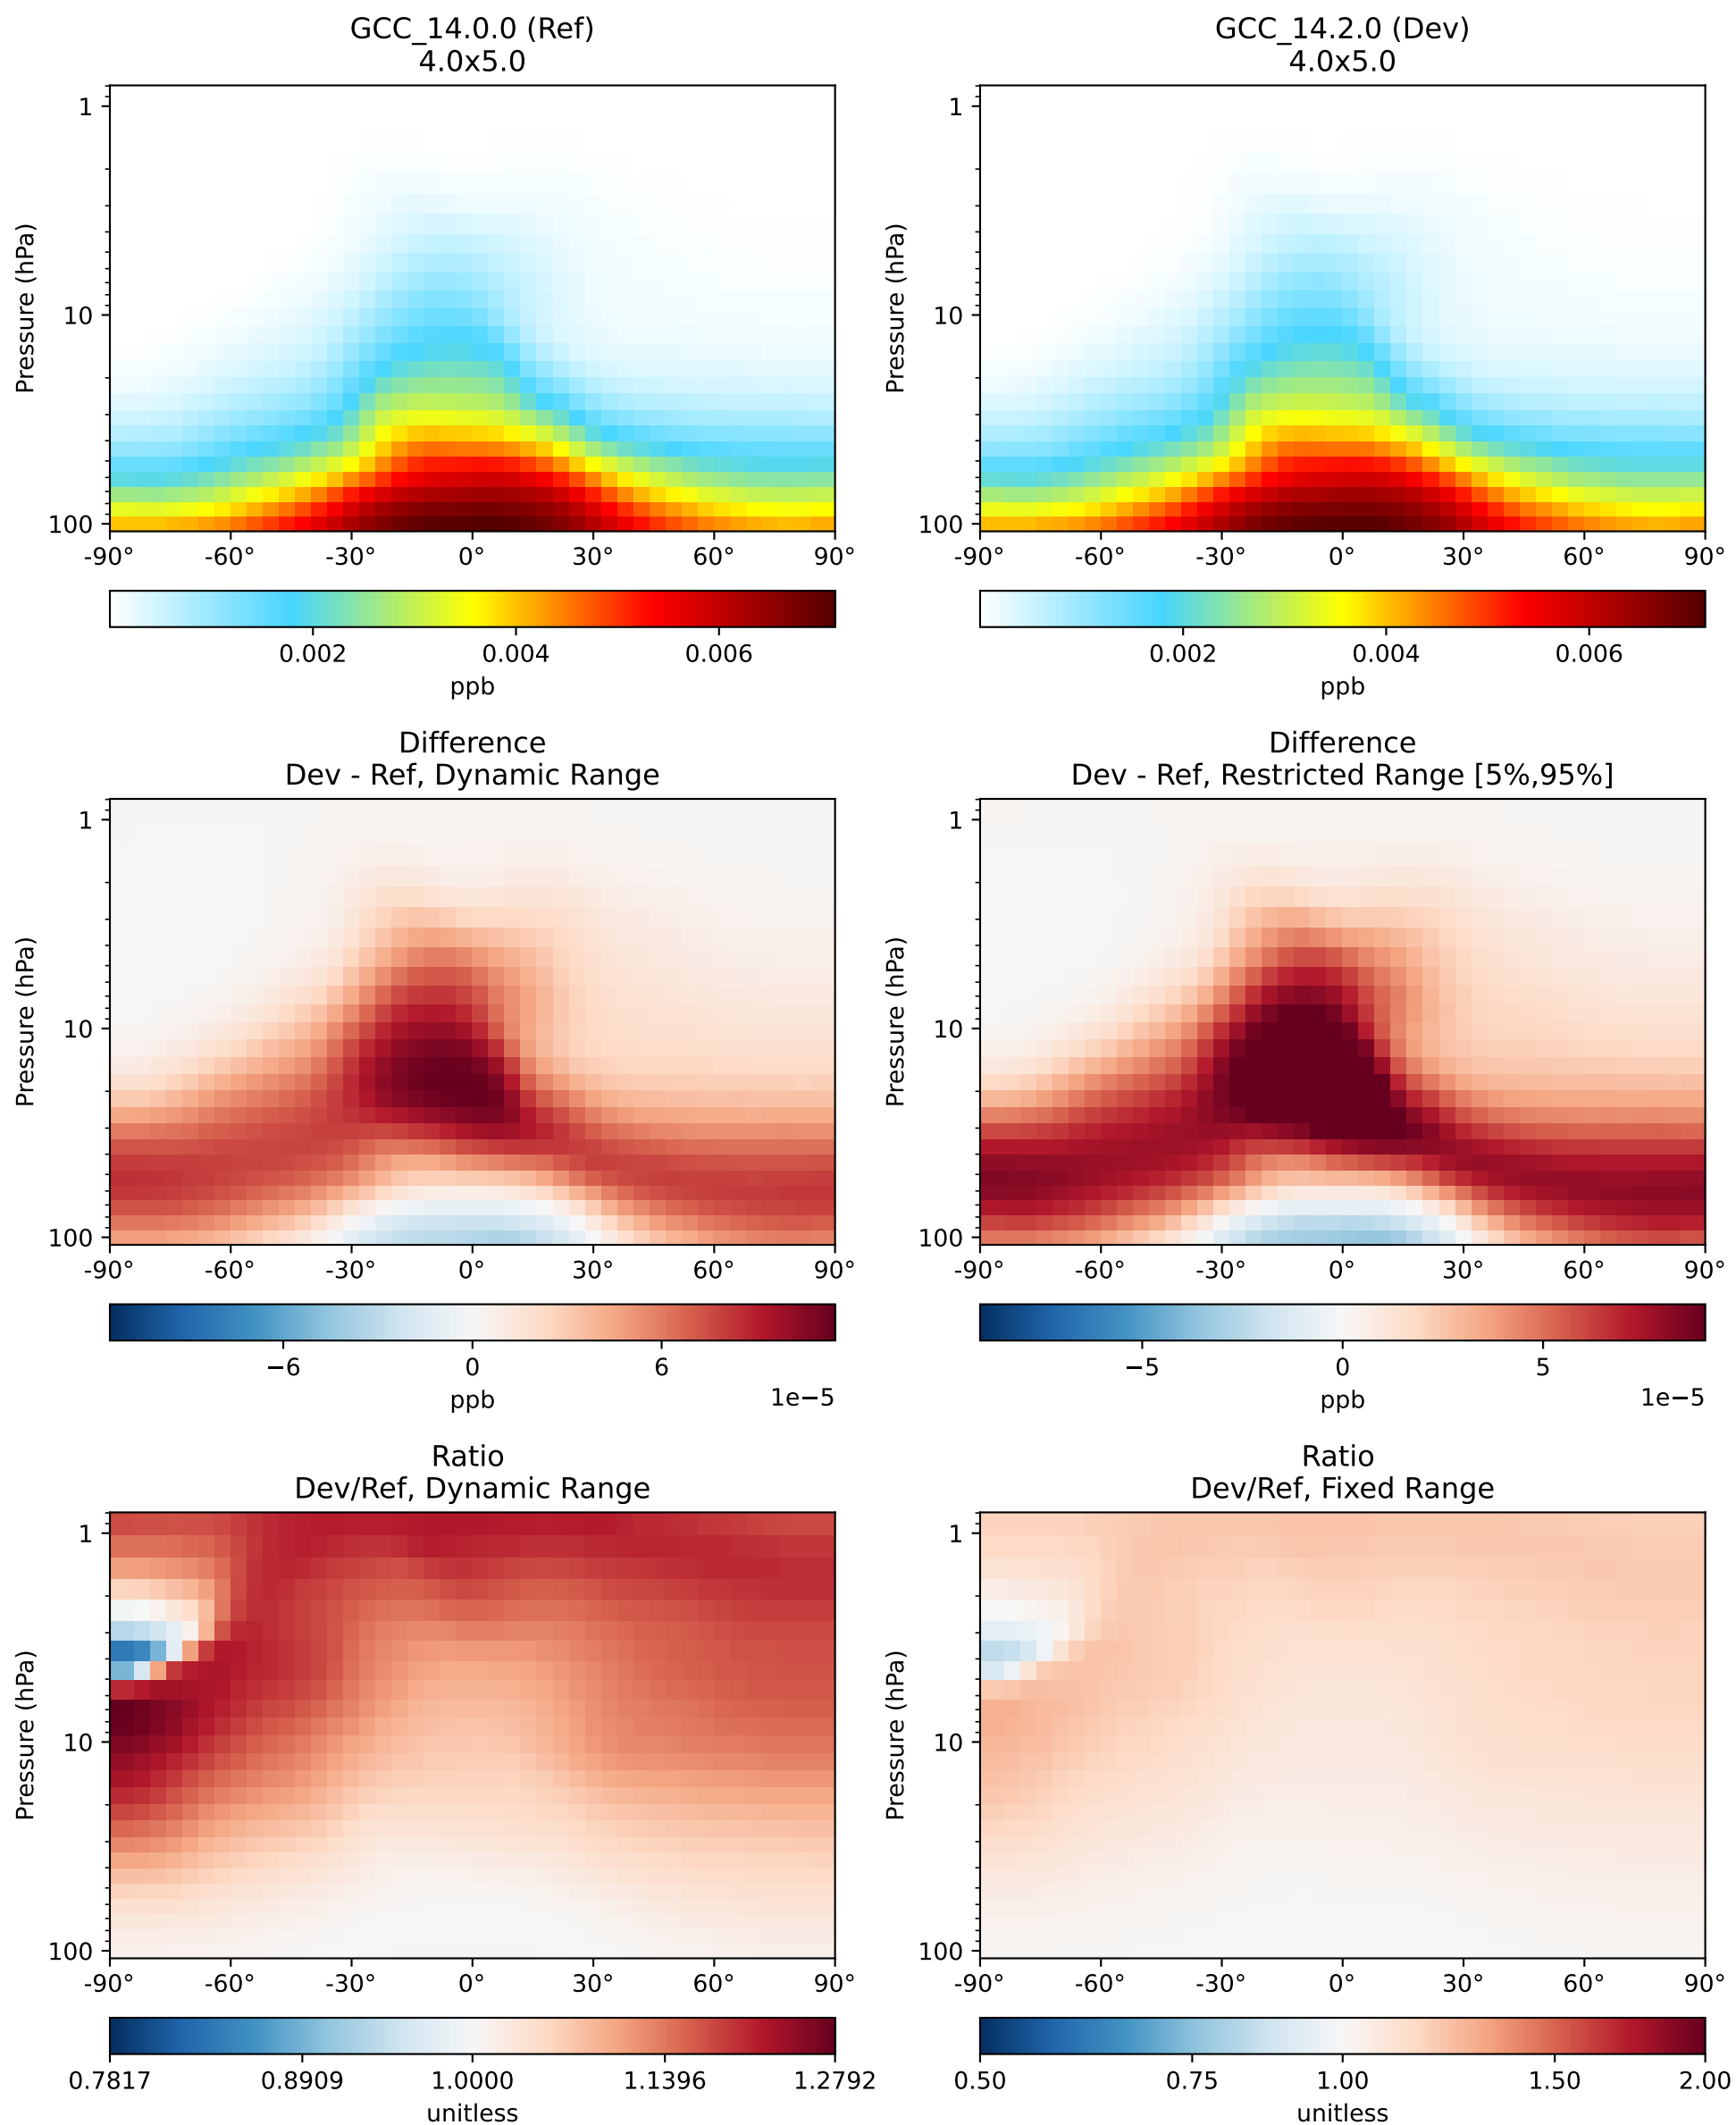 GCC_14.0.0 (Ref)
4.0x5.0
GCC_14.2.0 (Dev)
4.0x5.0
Pressure (hPa)
1
10
100
-90° -60° -30° 0° 30° 60° 90°
0.002 0.004 0.006
ppb
Pressure (hPa)
1
10
100
-90° -60° -30° 0° 30° 60° 90°
0.002 0.004 0.006
ppb
Difference
Dev - Ref, Dynamic Range
Difference
Dev - Ref, Restricted Range [5%,95%]
Pressure (hPa)
1
10
100
-90° -60° -30° 0° 30° 60° 90°
−6 0 6
ppb
1e−5
Pressure (hPa)
1
10
100
-90° -60° -30° 0° 30° 60° 90°
−5 0 5
ppb
1e−5
Ratio
Dev/Ref, Dynamic Range
Ratio
Dev/Ref, Fixed Range
Pressure (hPa)
1
10
100
-90° -60° -30° 0° 30° 60° 90°
0.7817 0.8909 1.0000 1.1396 1.2792
unitless
Pressure (hPa)
1
10
100
-90° -60° -30° 0° 30° 60° 90°
0.50 0.75 1.00 1.50 2.00
unitless